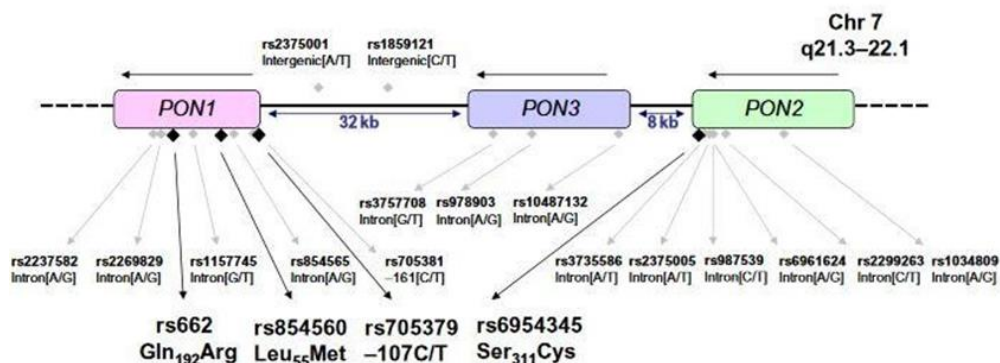 Chr 7
q21.3–22.1
rs2375001
Intergenic[A/T]
rs1859121
Intergenic[C/T]
PON1
PON3
PON2
32 kb
8 kb
rs3757708
Intron[G/T]
rs978903
Intron[A/G]
rs10487132
Intron[A/G]
rs2237582
Intron[A/G]
rs2269829
Intron[A/G]
rs1157745
Intron[G/T]
rs854565
Intron[A/G]
rs705381
–161[C/T]
rs3735586
Intron[A/T]
rs2375005
Intron[A/T]
rs987539
Intron[C/T]
rs6961624
Intron[A/G]
rs2299263
Intron[C/T]
rs1034809
Intron[A/G]
rs662
Gln192Arg
rs854560
Leu55Met
rs705379
–107C/T
rs6954345
Ser311Cys